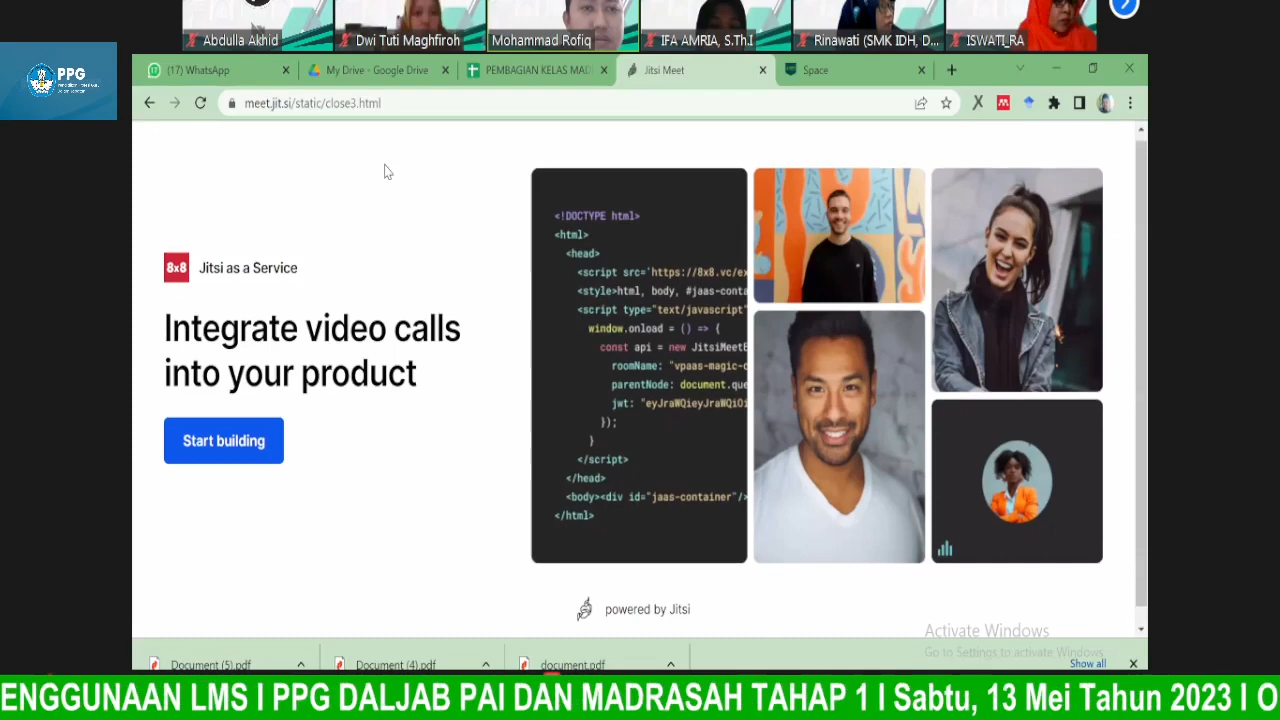 Abdulla Akhid
Dwi Tuti Maghfiroh
Mohammad Rofiq
IFA AMRIA, S.Th.I
Rinawati (SMK IDH, D...
ISWATI_RA
PPG
(17) WhatsApp
My Drive - Google Drive
PEMBAGIAN KELAS MAD
Jitsi Meet
Space
meet.jit.si/static/close3.html
8x8 Jitsi as a Service
Integrate video calls
into your product
Start building
<!DOCTYPE html>
<html>
<head>
<script src='https://8x8.vc/ex
<style>html, body, #jaas-conta
<script type="text/javascript"
window.onload = () => {
const api = new JitsiMeetE
roomName: "vpaas-magic-c
parentNode: document.que
jwt: "eyJraWQieyJraWQiOi
});
}
</script>
</head>
<body><div id="jaas-container"/>
</html>
powered by Jitsi
Activate Windows
Go to Settings to activate Windows.
Document (5).pdf
Document (4).pdf
document.pdf
Show all
ENGGUNAAN LMS I PPG DALJAB PAI DAN MADRASAH TAHAP 1 I Sabtu, 13 Mei Tahun 2023 I O